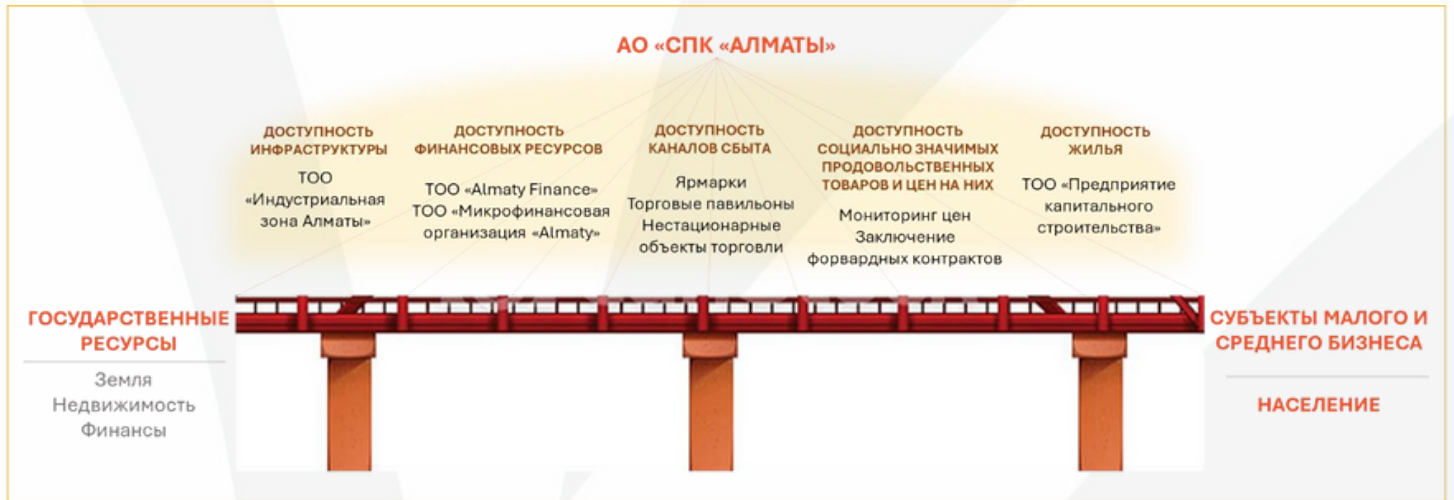 АО «СПК «АЛМАТЫ»
ДОСТУПНОСТЬ
ИНФРАСТРУКТУРЫ
ТОО
«Индустриальная
зона Алматы»
ДОСТУПНОСТЬ
ФИНАНСОВЫХ РЕСУРСОВ
ТОО «Almaty Finance»
ТОО «Микрофинансовая
организация «Almaty»
ДОСТУПНОСТЬ
КАНАЛОВ СБЫТА
Ярмарки
Торговые павильоны
Нестационарные
объекты торговли
ДОСТУПНОСТЬ
СОЦИАЛЬНО ЗНАЧИМЫХ
ПРОДОВОЛЬСТВЕННЫХ
ТОВАРОВ И ЦЕН НА НИХ
Мониторинг цен
Заключение
форвардных контрактов
ДОСТУПНОСТЬ
ЖИЛЬЯ
ТОО «Предприятие
капитального
строительства»
ГОСУДАРСТВЕННЫЕ
РЕСУРСЫ
Земля
Недвижимость
Финансы
СУБЪЕКТЫ МАЛОГО И
СРЕДНЕГО БИЗНЕСА
НАСЕЛЕНИЕ